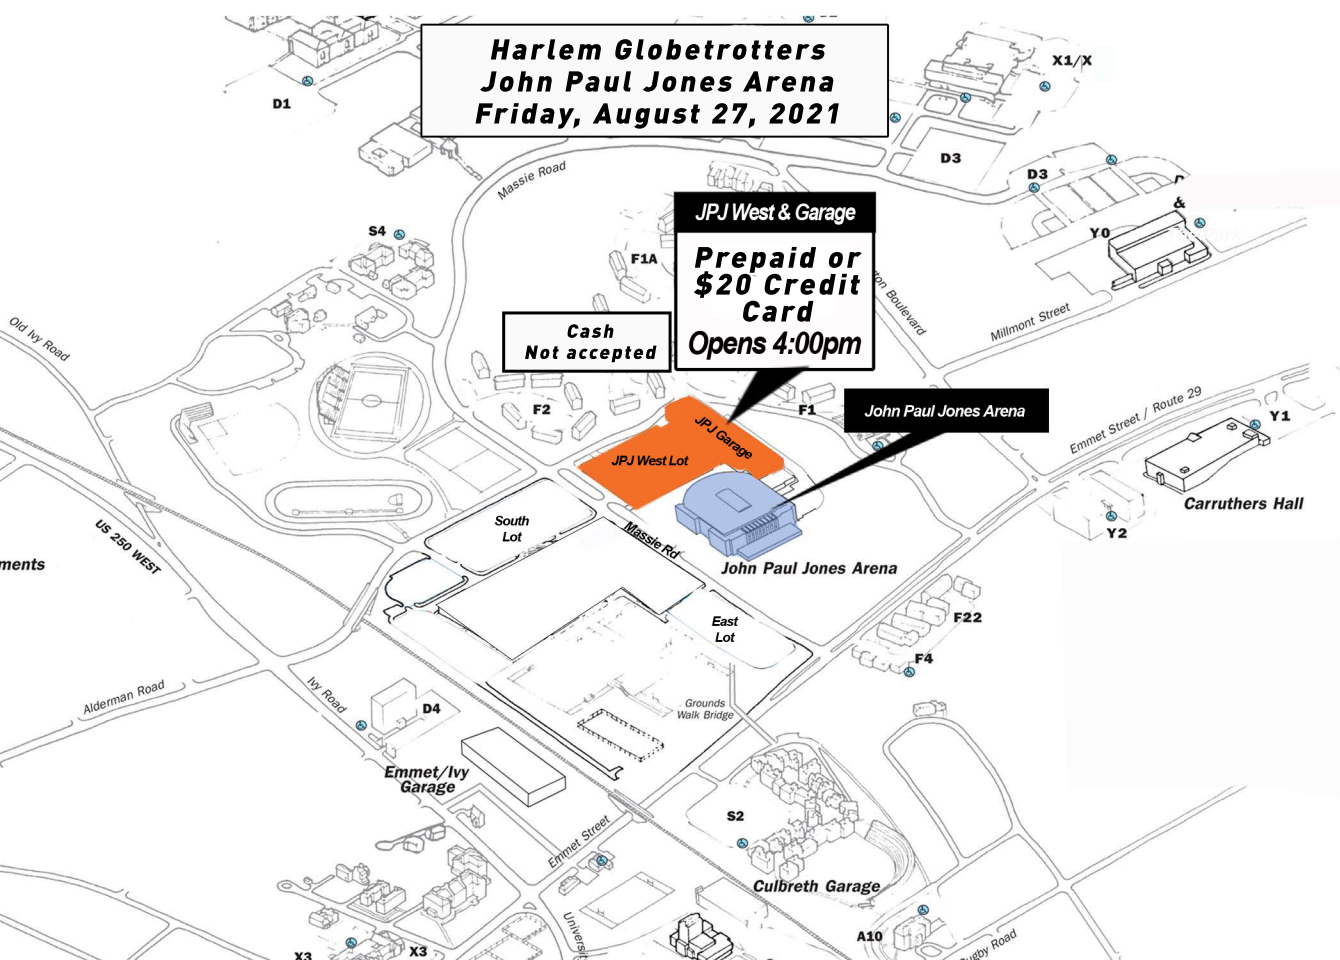 Harlem Globetrotters
John Paul Jones Arena
Friday, August 27, 2021
X1/X
D1
D3
D3
&
Massie Road
JPJ West & Garage
S4
Y0
Prepaid or
$20 Credit
Card
Opens 4:00pm
F1A
Boulevard
Millmont Street
Old Ivy Road
Cash
Not accepted
F2
F1
John Paul Jones Arena
Emmet Street / Route 29
Y1
JPJ Garage
JPJ West Lot
Carruthers Hall
South
Lot
Massie Rd
Y2
US 250 WEST
ments
John Paul Jones Arena
East
Lot
F22
F4
Alderman Road
Ivy Road
D4
Grounds
Walk Bridge
Emmet/Ivy
Garage
S2
Emmet Street
Culbreth Garage
A10
X3
X3